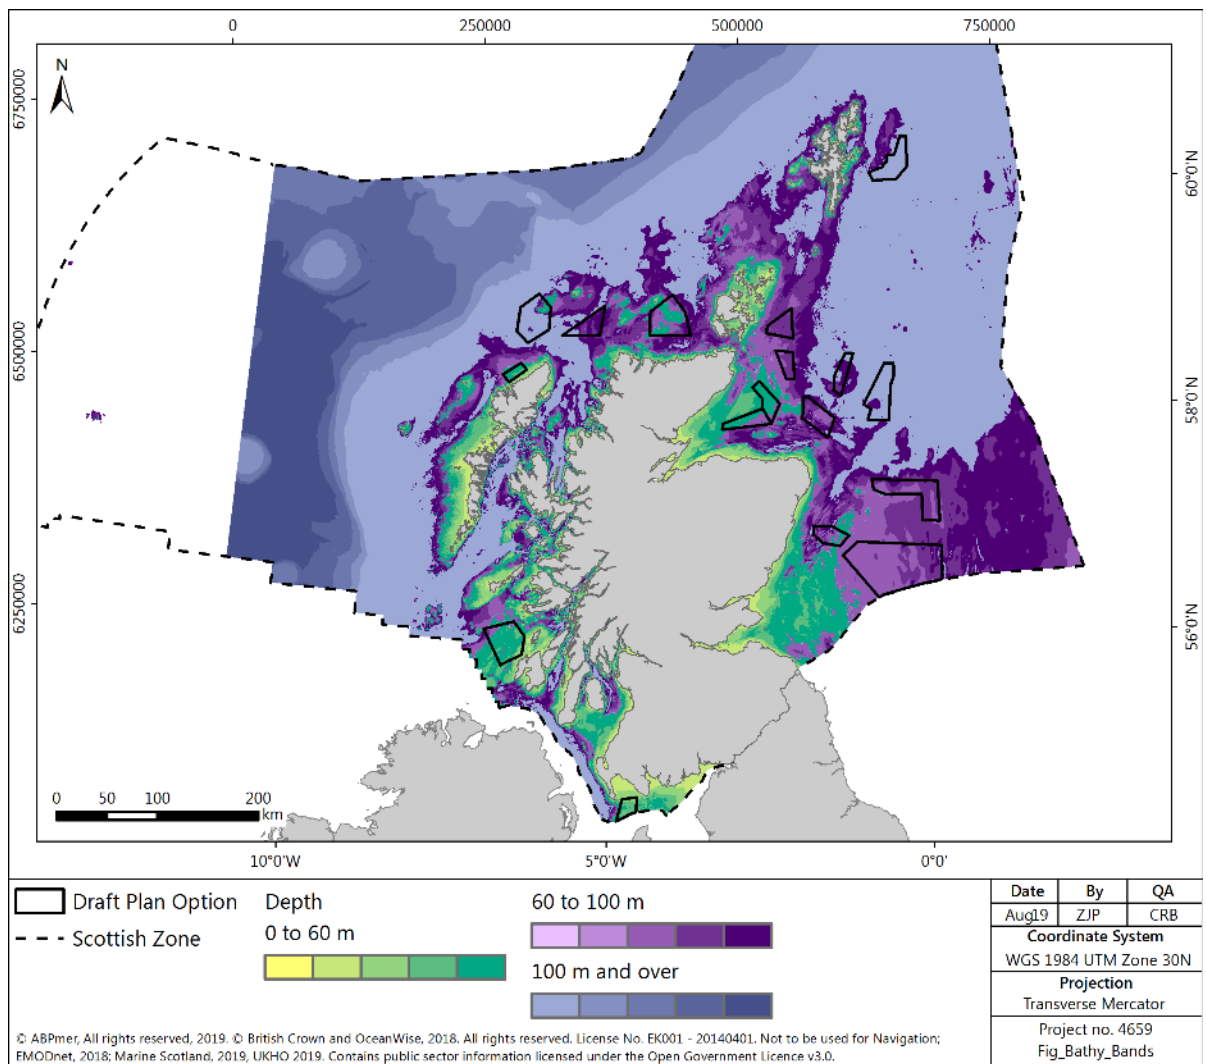 0 250000 500000 750000
N
6750000
6500000
6250000
60°0'N
58°0'N
56°0'N
0 50 100 200
km
10°0'W 5°0'W 0°0'
Draft Plan Option
Scottish Zone
Depth
0 to 60 m
60 to 100 m
100 m and over
Date By QA
Aug19 ZJP CRB
Coordinate System
WGS 1984 UTM Zone 30N
Projection
Transverse Mercator
Project no. 4659
Fig_Bathy_Bands
© ABPmer, All rights reserved, 2019. © British Crown and OceanWise, 2018. All rights reserved. License No. EK001 - 20140401. Not to be used for Navigation;
EMODnet, 2018; Marine Scotland, 2019, UKHO 2019. Contains public sector information licensed under the Open Government Licence v3.0.